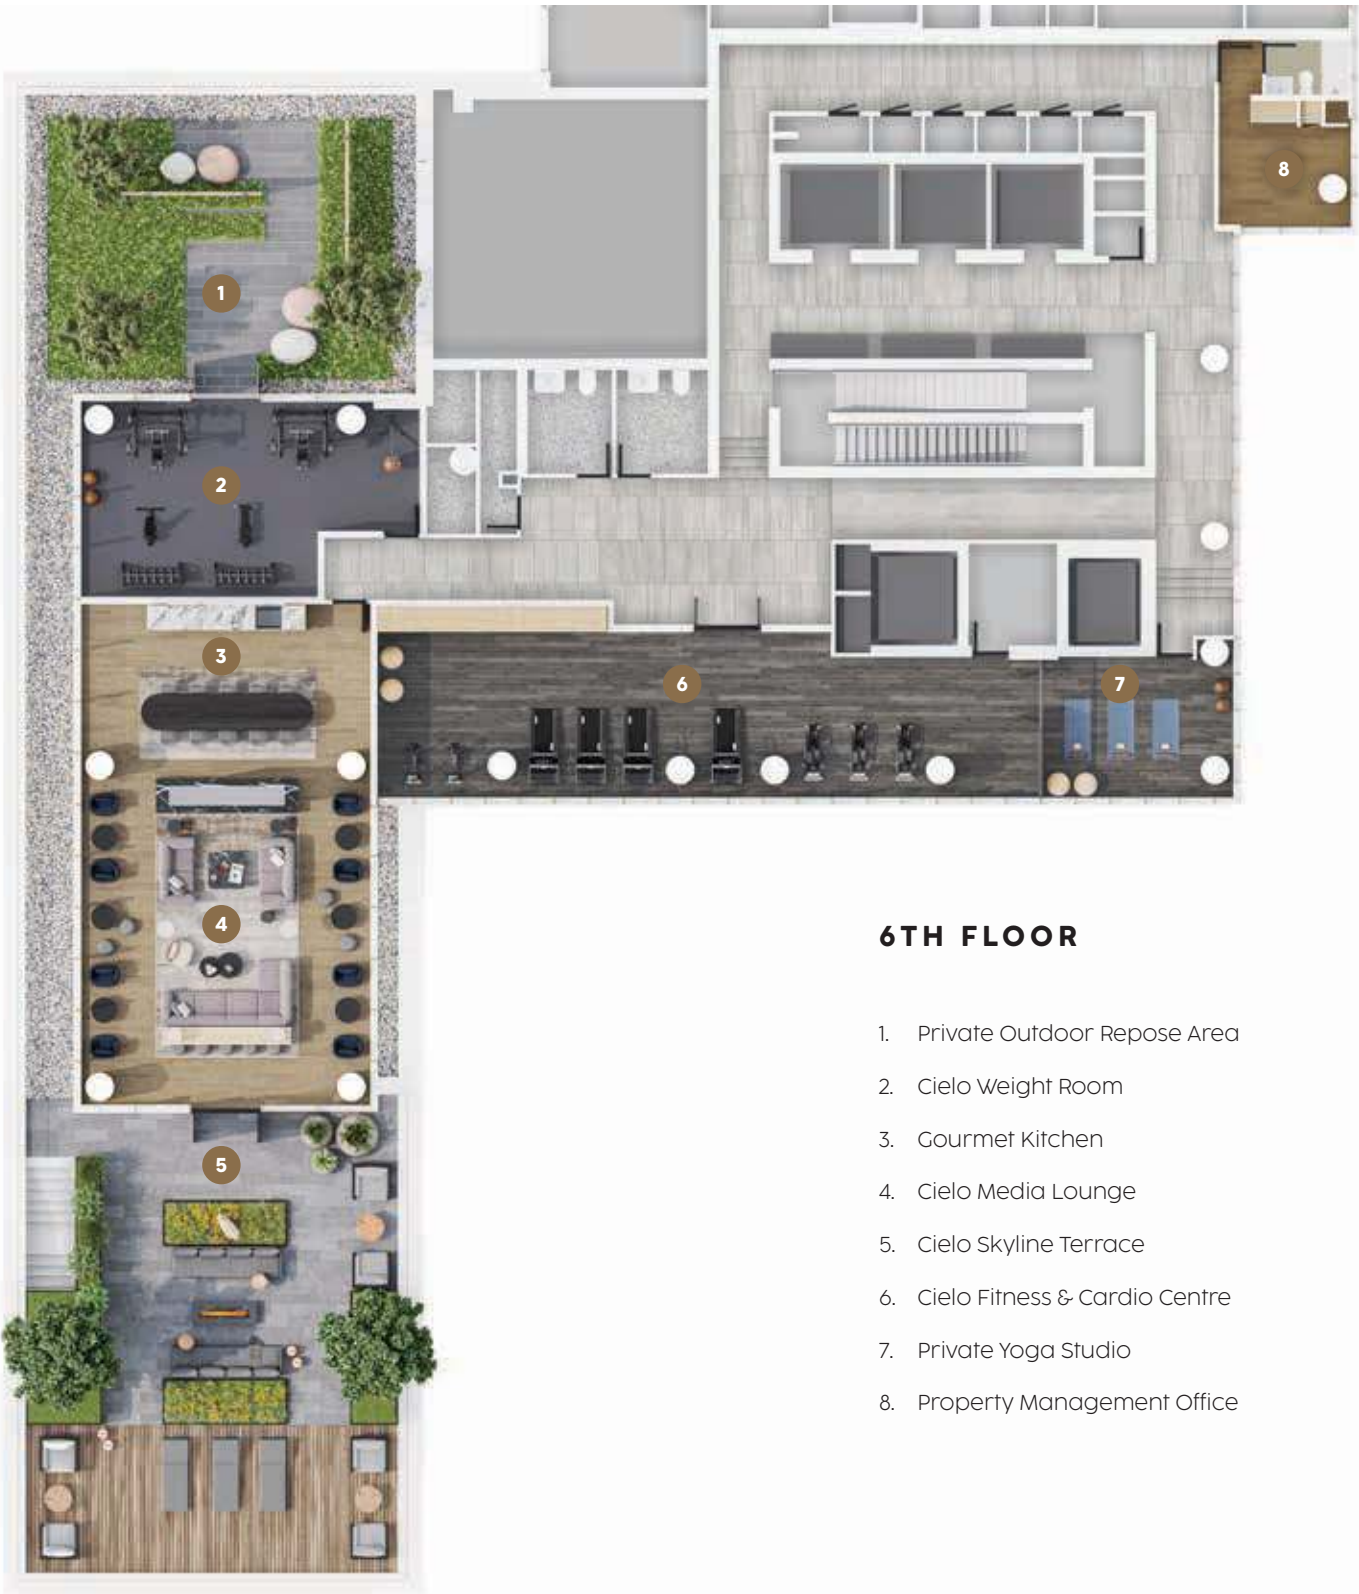 1
8
2
3
6
7
4
5
6TH FLOOR
1. Private Outdoor Repose Area
2. Cielo Weight Room
3. Gourmet Kitchen
4. Cielo Media Lounge
5. Cielo Skyline Terrace
6. Cielo Fitness & Cardio Centre
7. Private Yoga Studio
8. Property Management Office